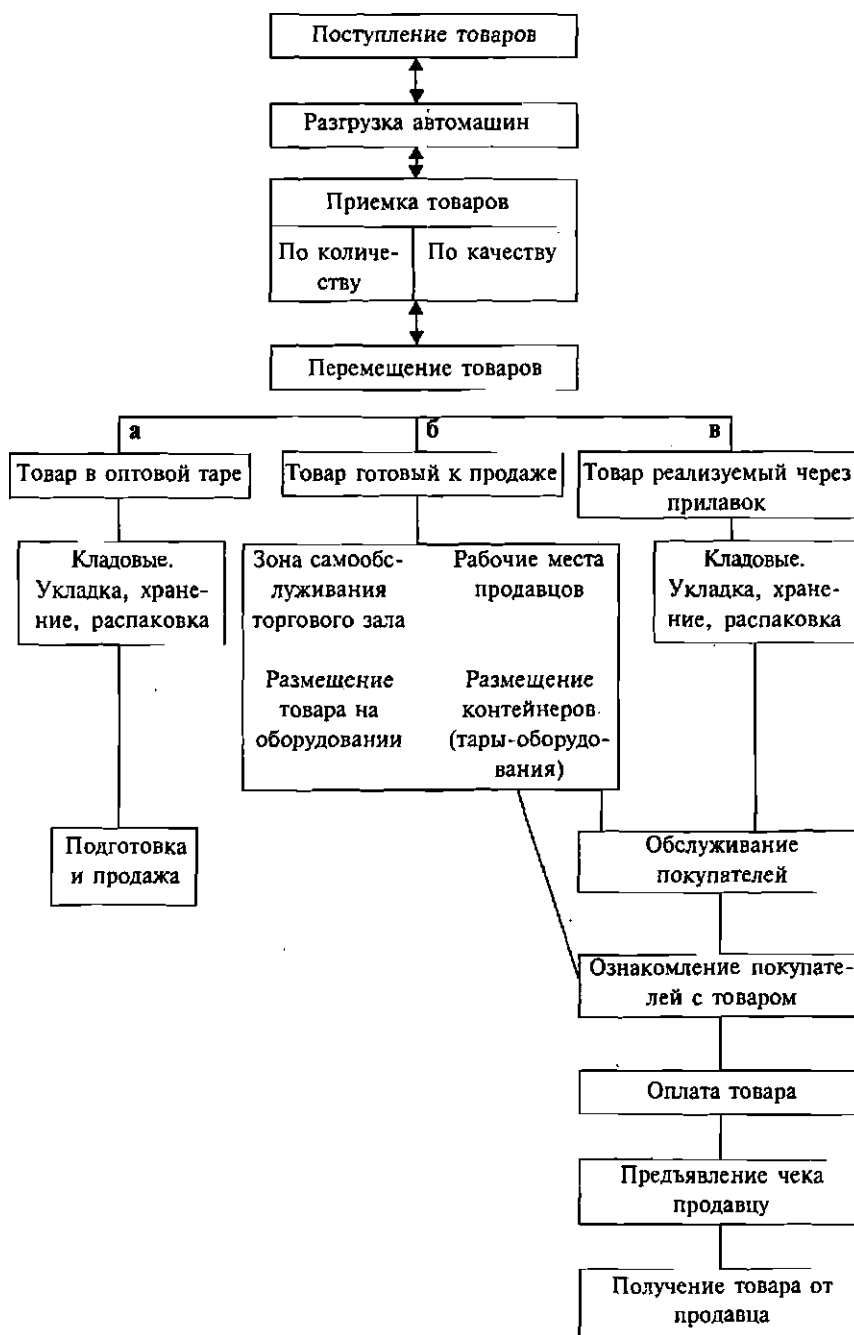 Поступление товаров
Разгрузка автомашин
Приемка товаров
По количе-
ству
По качеству
Перемещение товаров
а
б
в
Товар в оптовой таре
Товар готовый к продаже
Товар реализуемый через
прилавок
Кладовые.
Укладка, хране-
ние, распаковка
Зона самообс-
луживания
торгового зала
Рабочие места
продавцов
Размещение
товара на
оборудовании
Размещение
контейнеров
(тары-оборудо-
вания)
Кладовые.
Укладка, хране-
ние, распаковка
Подготовка
и продажа
Обслуживание
покупателей
Ознакомление покупате-
лей с товаром
Оплата товара
Предъявление чека
продавцу
Получение товара от
продавца